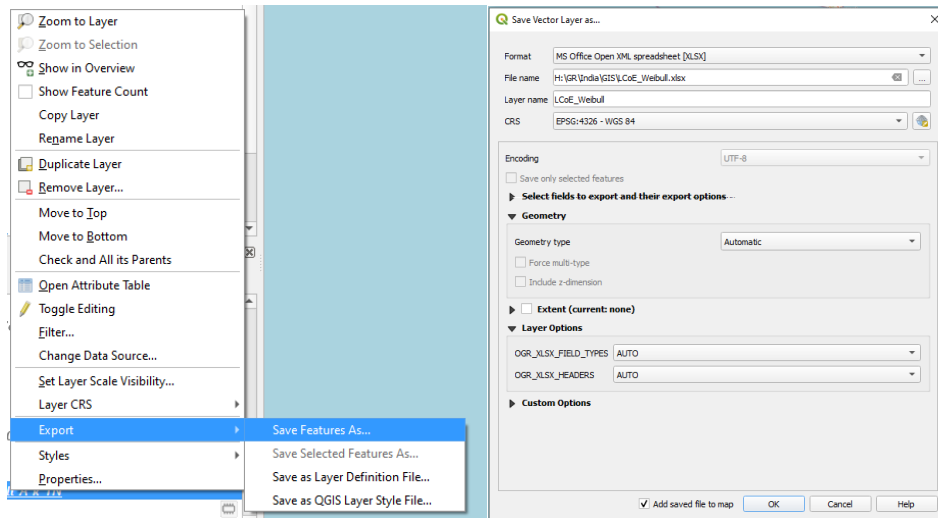 Zoom to Layer
Zoom to Selection
Show in Overview
Show Feature Count
Copy Layer
Rename Layer
Duplicate Layer
Remove Layer...
Move to Top
Move to Bottom
Check and All its Parents
Open Attribute Table
Toggle Editing
Filter...
Change Data Source...
Set Layer Scale Visibility...
Layer CRS
Export
Styles
Properties...
Save Features As...
Save Selected Features As...
Save as Layer Definition File...
Save as QGIS Layer Style File...
Save Vector Layer as...
Format MS Office Open XML spreadsheet [XLSX]
File name H:\GR\India\GIS\LCoE_Weibull.xlsx ...
Layer name LCoE_Weibull
CRS EPSG:4326 - WGS 84
Encoding UTF-8
Save only selected features
Select fields to export and their export options
Geometry
Geometry type Automatic
Force multi-type
Include z-dimension
Extent (current: none)
Layer Options
OGR_XLSX_FIELD_TYPES AUTO
OGR_XLSX_HEADERS AUTO
Custom Options
Add saved file to map OK Cancel Help